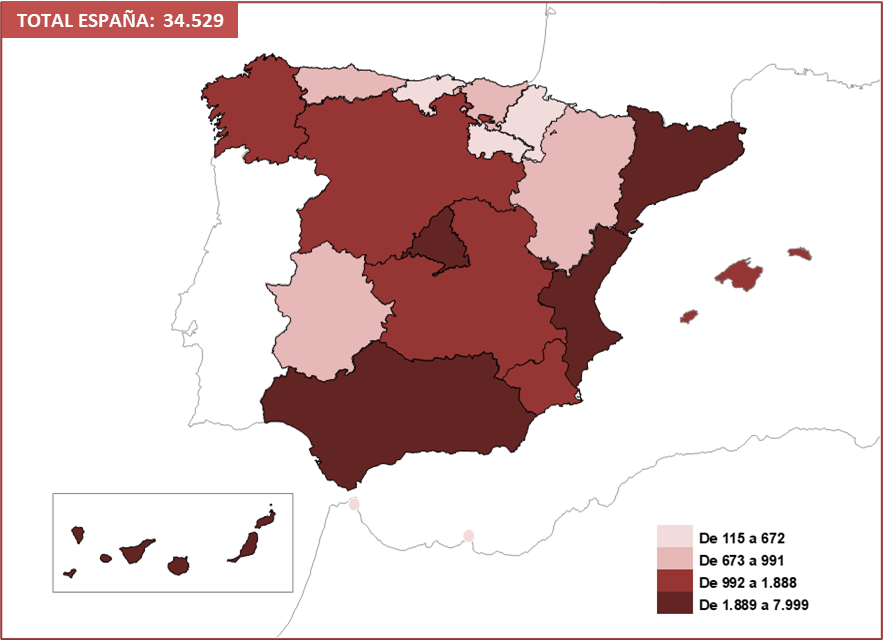 TOTAL ESPAÑA: 34.529
De 115 a 672
De 673 a 991
De 992 a 1.888
De 1.889 a 7.999